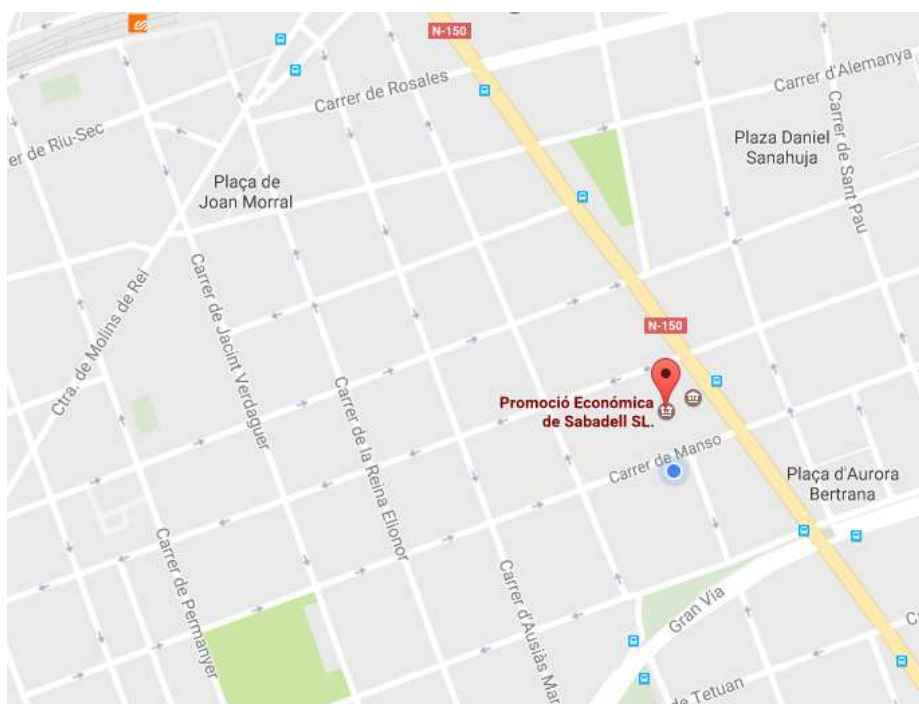 N-150
Carrer d'Alemanya
Carrer de Rosales
er de Riu-Sec
Plaza Daniel
Sanahuja
Carrer de Sant Pau
Plaça de
Joan Morral
Ctra. de Molins de Rei
Carrer de Jacint Verdaguer
N-150
Promoció Económica
de Sabadell SL.
Carrer de la Reina Elionor
Carrer de Manso
Plaça d'Aurora
Bertrana
Carrer de Permanyer
Carrer d'Ausiàs Mar
Gran Via
Ca
de Tetuan